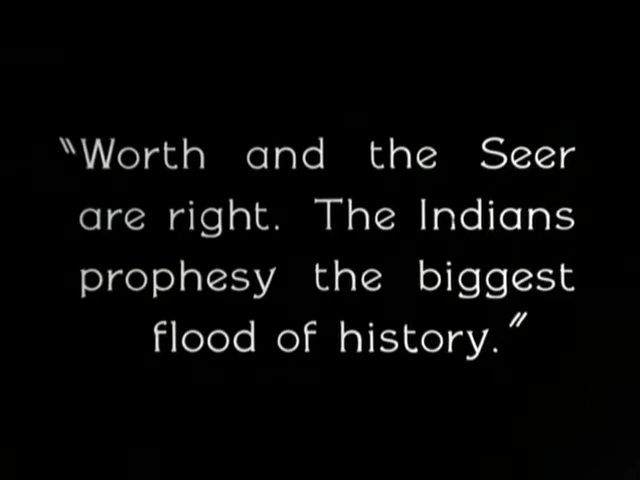 "Worth and the Seer
are right. The Indians
prophesy the biggest
flood of history."